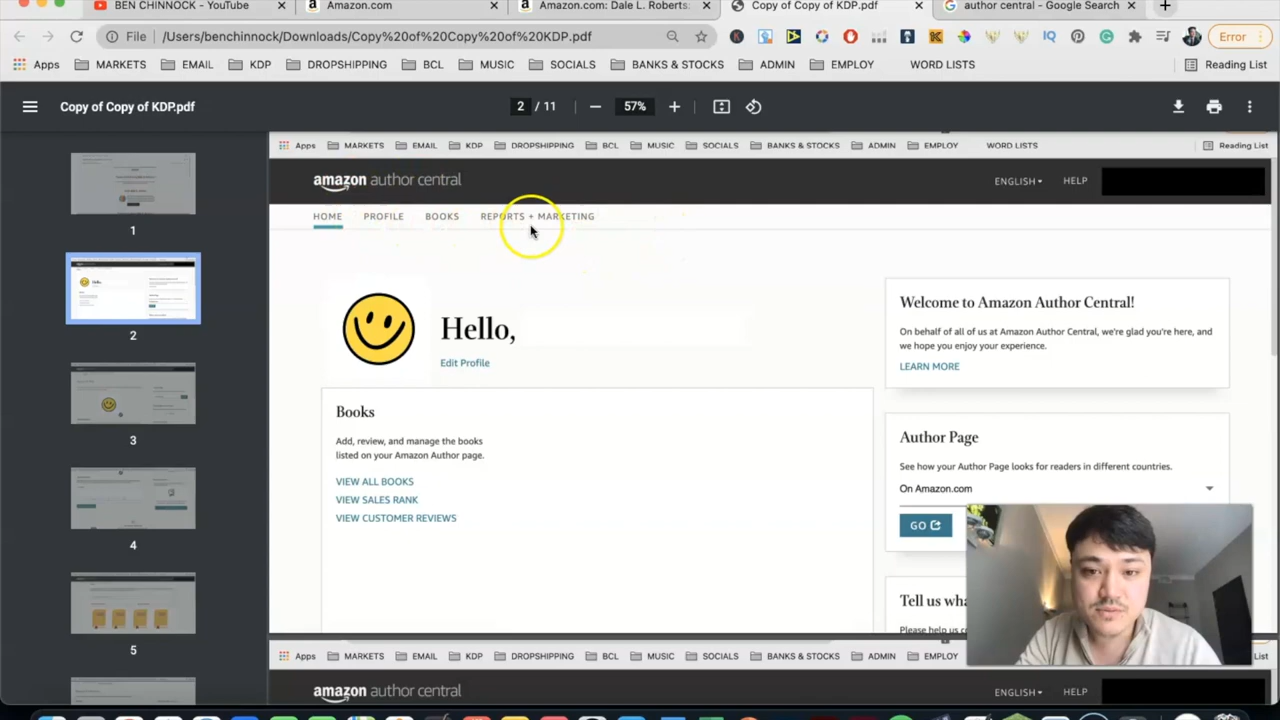 BEN CHINNOCK - YouTube
Amazon.com
Amazon.com: Dale L. Roberts:
Copy of Copy of KDP.pdf
author central - Google Search
File
/Users/benchinnock/Downloads/Copy%20of%20Copy%20of%20KDP.pdf
Error
Apps MARKETS EMAIL KDP DROPSHIPPING BCL MUSIC SOCIALS BANKS & STOCKS ADMIN EMPLOY WORD LISTS Reading List
Copy of Copy of KDP.pdf
2 / 11
57%
1
2
3
4
5
Apps MARKETS EMAIL KDP DROPSHIPPING BCL MUSIC SOCIALS BANKS & STOCKS ADMIN EMPLOY WORD LISTS Reading List
amazon author central
ENGLISH HELP
HOME PROFILE BOOKS REPORTS + MARKETING
Hello,
Edit Profile
Books
Add, review, and manage the books
listed on your Amazon Author page.
VIEW ALL BOOKS
VIEW SALES RANK
VIEW CUSTOMER REVIEWS
Welcome to Amazon Author Central!
On behalf of all of us at Amazon Author Central, we're glad you're here, and
we hope you enjoy your experience.
LEARN MORE
Author Page
See how your Author Page looks for readers in different countries.
On Amazon.com
GO
Tell us wha
Please help us c
Apps MARKETS EMAIL KDP DROPSHIPPING BCL MUSIC SOCIALS BANKS & STOCKS ADMIN EMPLOY List
amazon author central
ENGLISH HELP